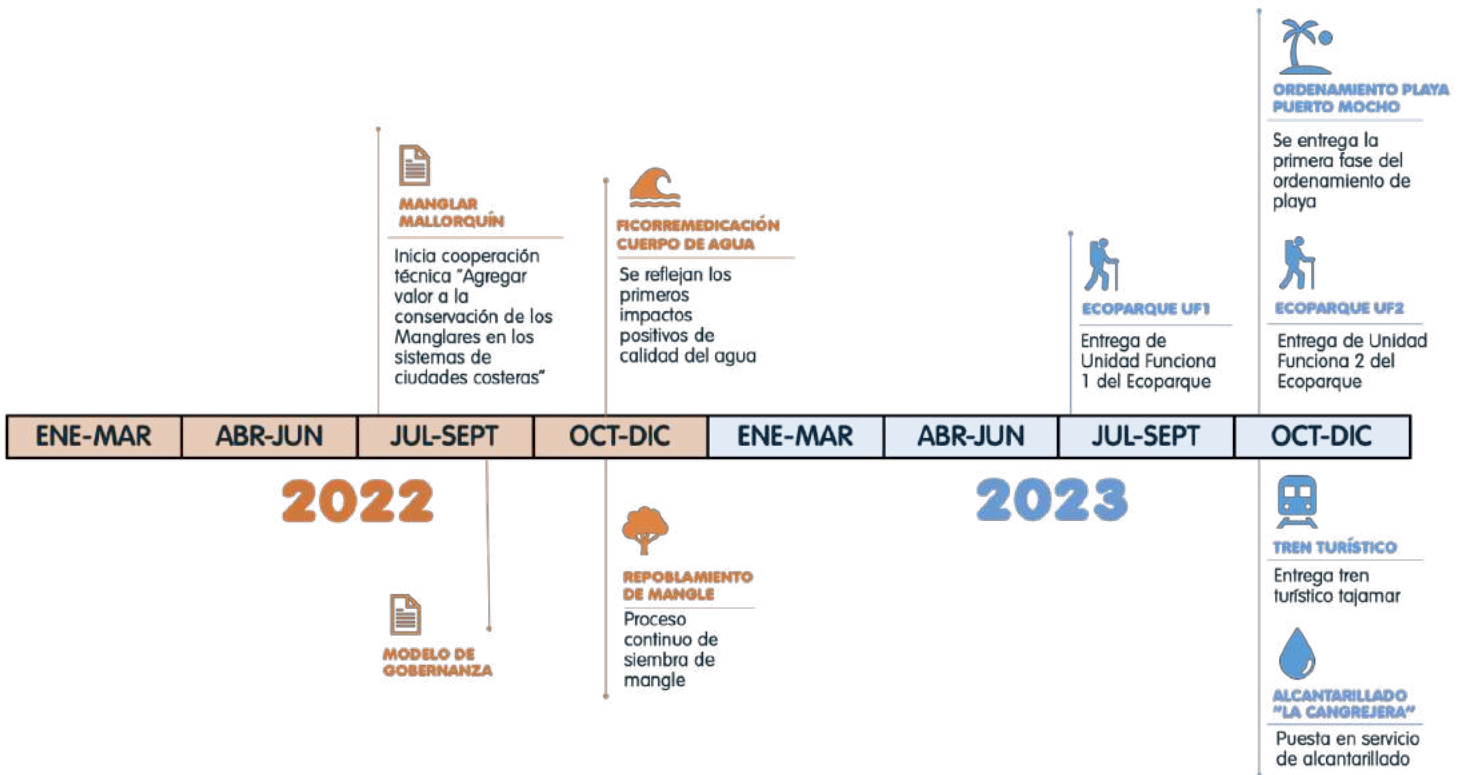 MANGLAR
MALLORQUÍN
Inicia cooperación
técnica "Agregar
valor a la
conservación de los
Manglares en los
sistemas de
ciudades costeras"
FICORREMEDICACIÓN
CUERPO DE AGUA
Se reflejan los
primeros
impactos
positivos de
calidad del agua
ECOPARQUE UF1
Entrega de
Unidad Funciona
1 del Ecoparque
ORDENAMIENTO PLAYA
PUERTO MOCHO
Se entrega la
primera fase del
ordenamiento de
playa
ECOPARQUE UF2
Entrega de Unidad
Funciona 2 del
Ecoparque
ENE-MAR ABR-JUN JUL-SEPT OCT-DIC ENE-MAR ABR-JUN JUL-SEPT OCT-DIC
2022 2023
MODELO DE
GOBERNANZA
REPOBLAMIENTO
DE MANGLE
Proceso
continuo de
siembra de
mangle
TREN TURÍSTICO
Entrega tren
turístico tajamar
ALCANTARILLADO
"LA CANGREJERA"
Puesta en servicio
de alcantarillado